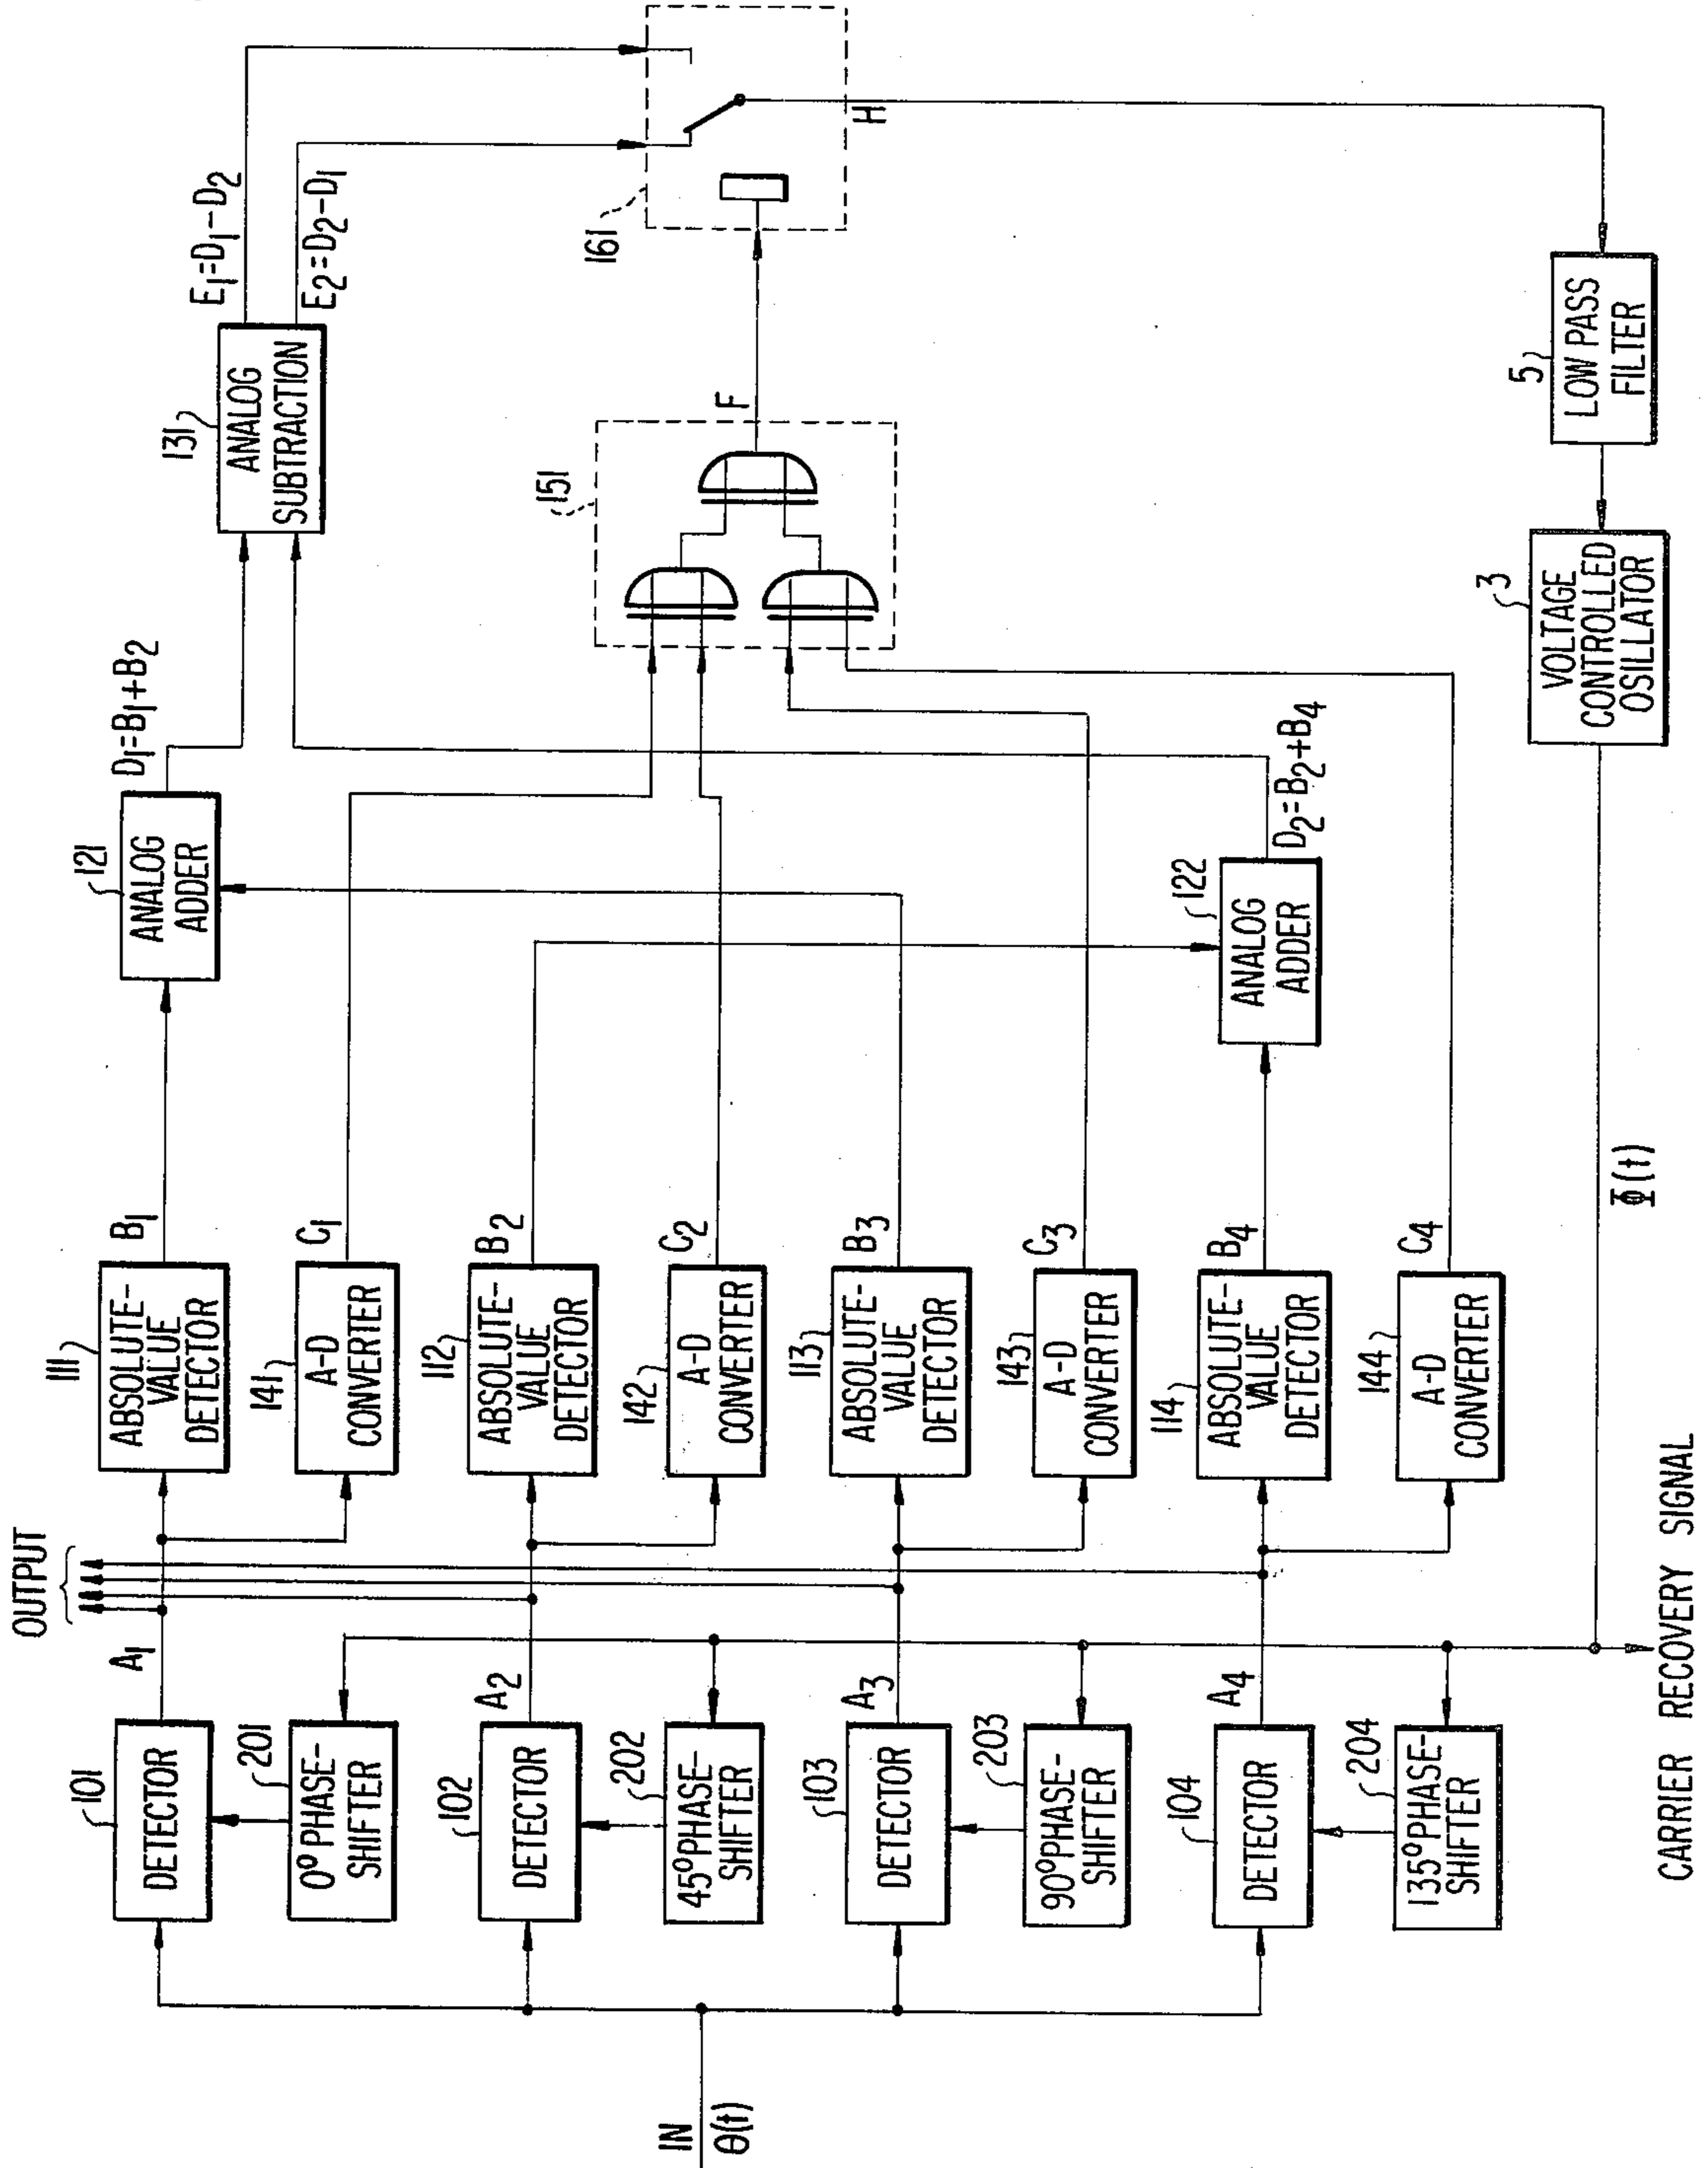 OUTPUT
IN
θ(t)
101
DETECTOR
A1
201
0° PHASE-
SHIFTER
102
DETECTOR
A2
202
45° PHASE-
SHIFTER
103
DETECTOR
A3
203
90° PHASE-
SHIFTER
104
DETECTOR
A4
204
135° PHASE-
SHIFTER
CARRIER RECOVERY SIGNAL
111
ABSOLUTE-
VALUE
DETECTOR
B1
141
A-D
CONVERTER
C1
112
ABSOLUTE-
VALUE
DETECTOR
B2
142
A-D
CONVERTER
C2
113
ABSOLUTE-
VALUE
DETECTOR
B3
143
A-D
CONVERTER
C3
114
ABSOLUTE-
VALUE
DETECTOR
B4
144
A-D
CONVERTER
C4
Φ(t)
121
ANALOG
ADDER
D1=B1+B2
122
ANALOG
ADDER
D2=B2+B4
131
ANALOG
SUBTRACTION
E1=D1-D2
E2=D2-D1
151
F
161
H
3
VOLTAGE
CONTROLLED
OSILLATOR
5
LOW PASS
FILTER